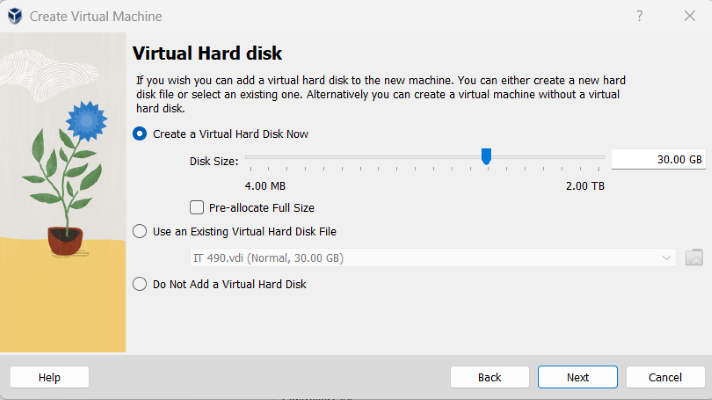 Create Virtual Machine
Virtual Hard disk
If you wish you can add a virtual hard disk to the new machine. You can either create a new hard
disk file or select an existing one. Alternatively you can create a virtual machine without a virtual
hard disk.
Create a Virtual Hard Disk Now
Disk Size:
30.00 GB
4.00 MB
2.00 TB
Pre-allocate Full Size
Use an Existing Virtual Hard Disk File
IT 490.vdi (Normal, 30.00 GB)
Do Not Add a Virtual Hard Disk
Help
Back
Next
Cancel